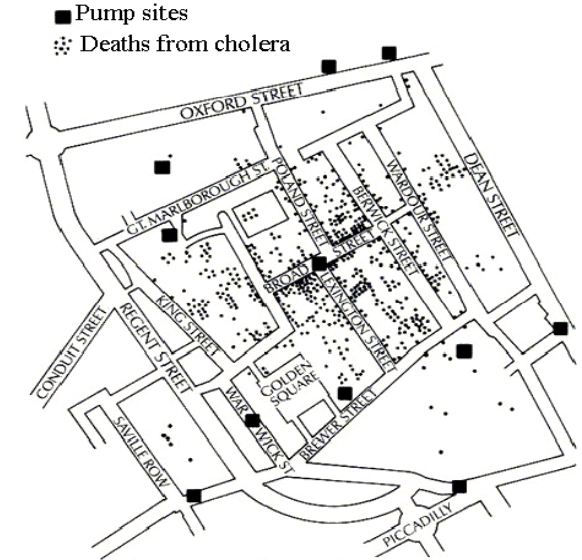 Pump sites
Deaths from cholera
OXFORD STREET
GT. MARLBOROUGH ST.
POLAND STREET
BERWICK STREET
WARDOUR STREET
DEAN STREET
BROAD STREET
KING STREET
LEXINGTON STREET
CONDUIT STREET
REGENT STREET
GOLDEN
SQUARE
WARWICK ST
BREWER STREET
SAVILLE ROW
PICCADILLY